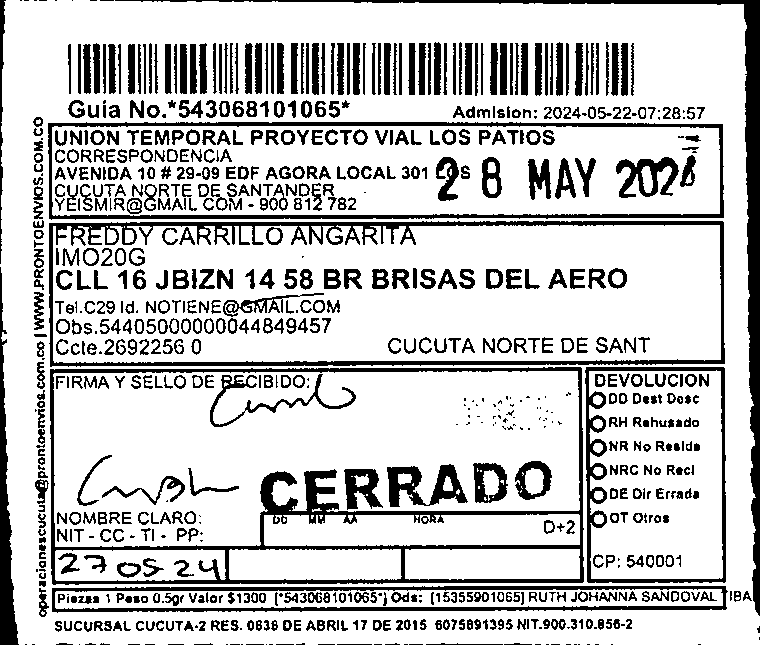 Guia No.*543068101065*
Admision: 2024-05-22-07:28:57
UNION TEMPORAL PROYECTO VIAL LOS PATIOS
CORRESPONDENCIA
AVENIDA 10 # 29-09 EDF AGORA LOCAL 301 LOS
CUCUTA NORTE DE SANTANDER
YEISMIR@GMAIL COM - 900 812 782
28 MAY 2024
FREDDY CARRILLO ANGARITA
IMO20G
CLL 16 JBIZN 14 58 BR BRISAS DEL AERO
Tel.C29 Id. NOTIENE@GMAIL.COM
Obs.54405000000044849457
Ccte.2692256 0
CUCUTA NORTE DE SANT
FIRMA Y SELLO DE RECIBIDO:
CERRADO
NOMBRE CLARO:
NIT - CC - TI - PP:
DD MM AA HORA
D+2
27 05 24
DEVOLUCION
DD Dest Desc
RH Rehusado
NR No Reside
NRC No Recl
DE Dir Errada
OT Otros
CP: 540001
Piezas 1 Peso 0.5gr Valor $1300 [*543068101065*] Ods: [15355901065] RUTH JOHANNA SANDOVAL TIBA
SUCURSAL CUCUTA-2 RES. 0636 DE ABRIL 17 DE 2015 6075891395 NIT.900.310.856-2
operacionescucuta@prontoenvios.com.co | WWW.PRONTOENVIOS.COM.CO